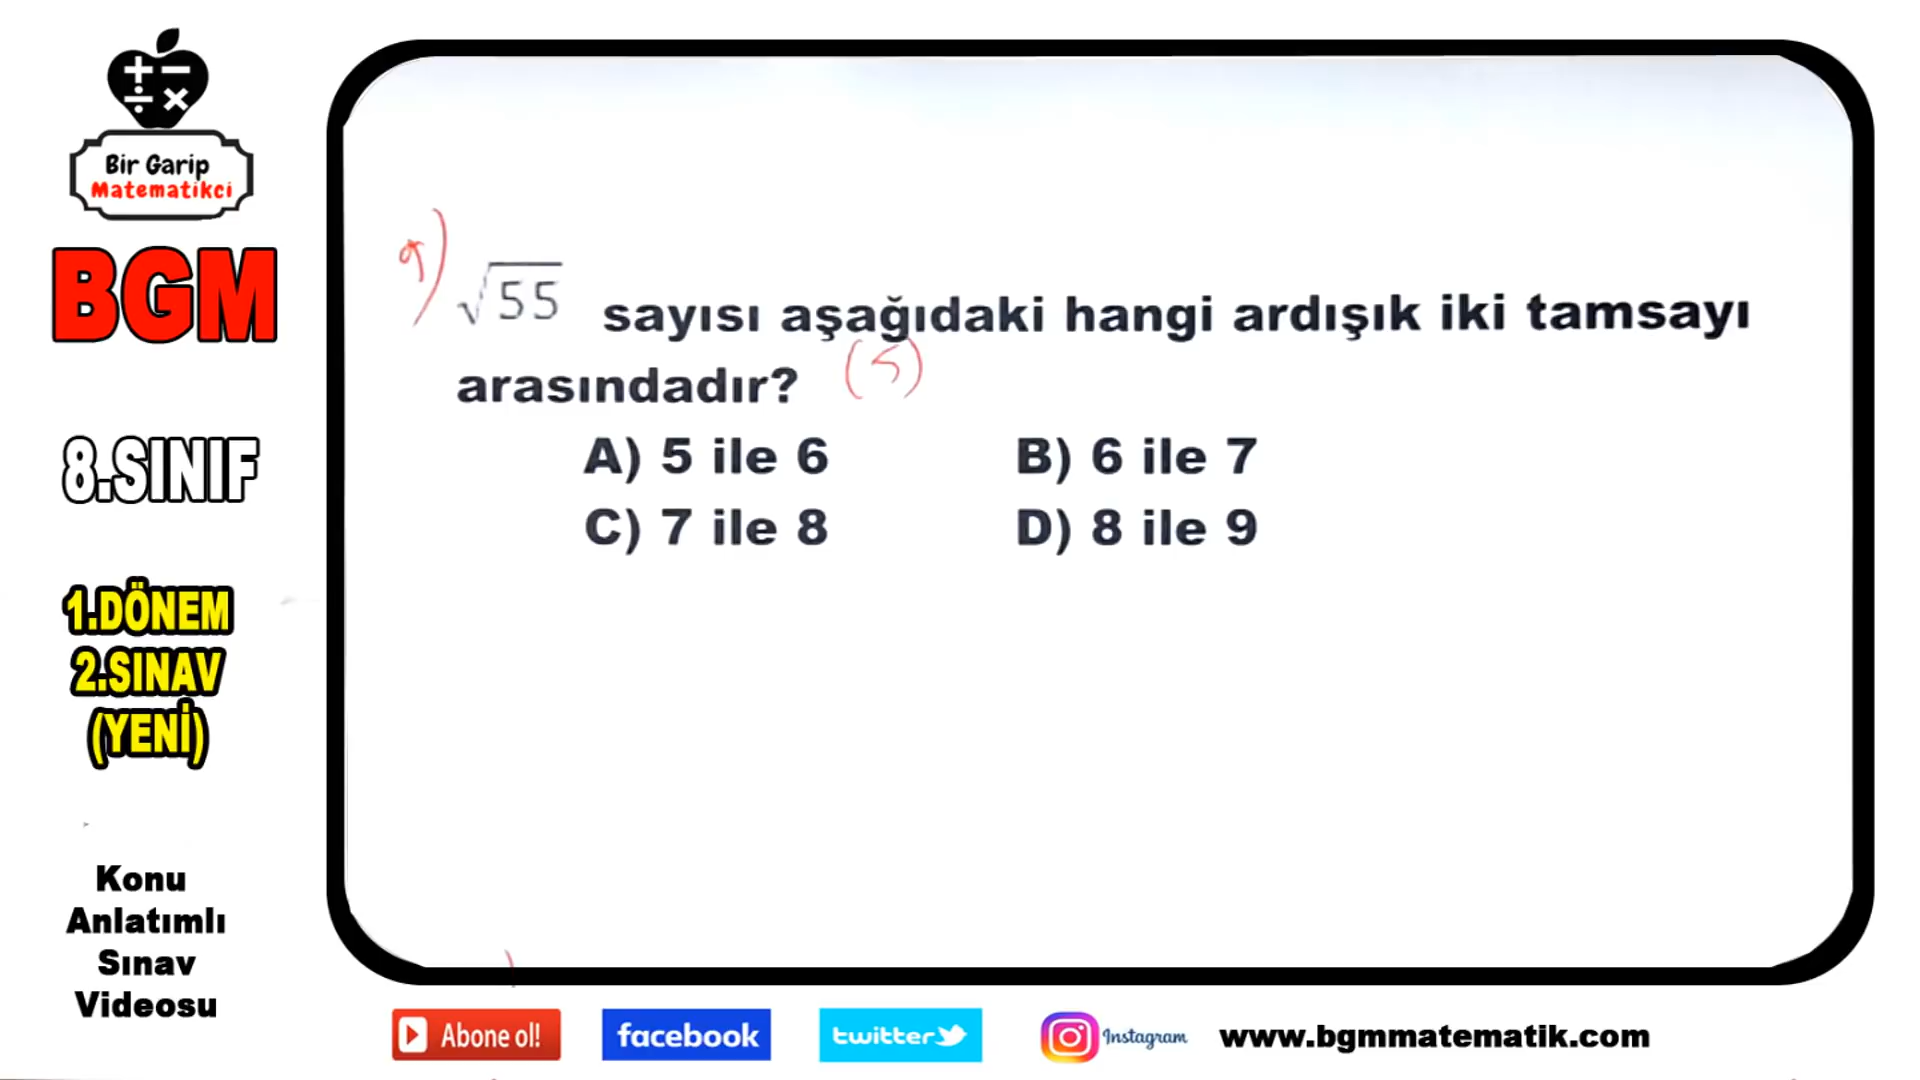 Bir Garip
Matematikci
BGM
8.SINIF
1.DÖNEM
2.SINAV
(YENİ)
Konu
Anlatımlı
Sınav
Videosu
9)
√55 sayısı aşağıdaki hangi ardışık iki tamsayı
arasındadır? (5)
A) 5 ile 6 B) 6 ile 7
C) 7 ile 8 D) 8 ile 9
Abone ol! facebook twitter Instagram www.bgmmatematik.com